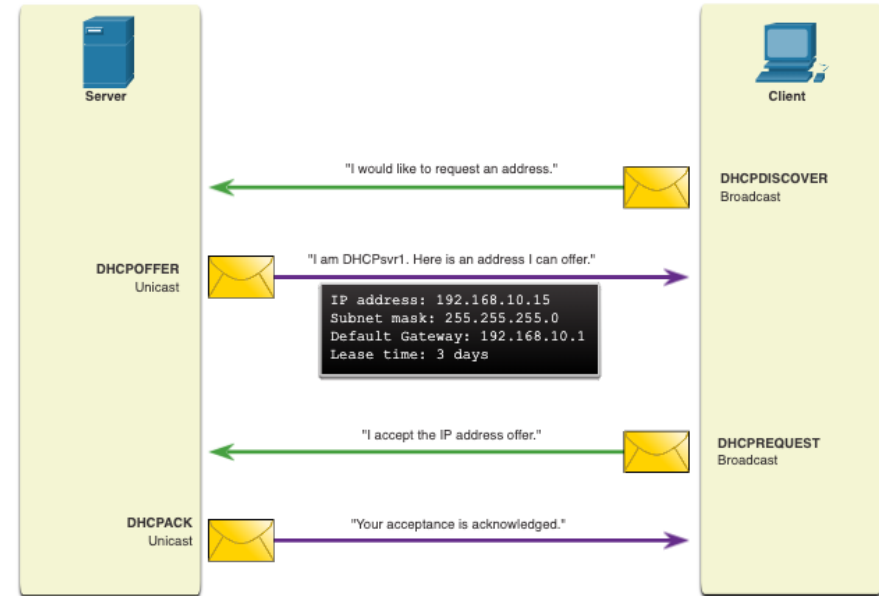 Server
Client
"I would like to request an address."
DHCPDISCOVER
Broadcast
DHCPOFFER
Unicast
"I am DHCPsvr1. Here is an address I can offer."
IP address: 192.168.10.15
Subnet mask: 255.255.255.0
Default Gateway: 192.168.10.1
Lease time: 3 days
"I accept the IP address offer."
DHCPREQUEST
Broadcast
DHCPACK
Unicast
"Your acceptance is acknowledged."